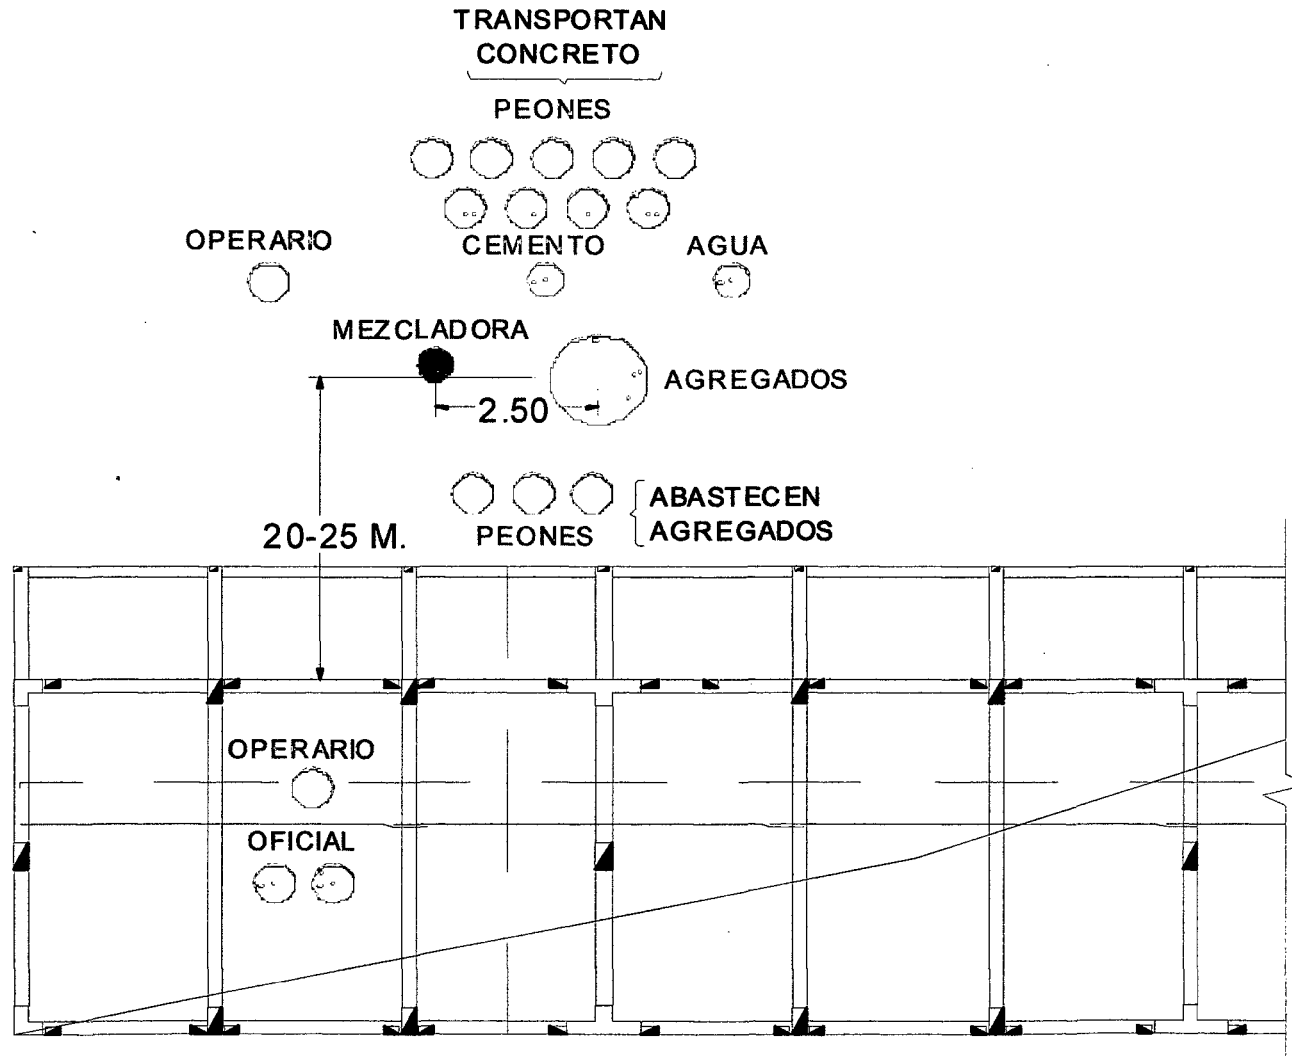 TRANSPORTAN
CONCRETO
PEONES
OPERARIO
CEMENTO
AGUA
MEZCLADORA
AGREGADOS
2.50
ABASTECEN
AGREGADOS
PEONES
20-25 M.
OPERARIO
OFICIAL